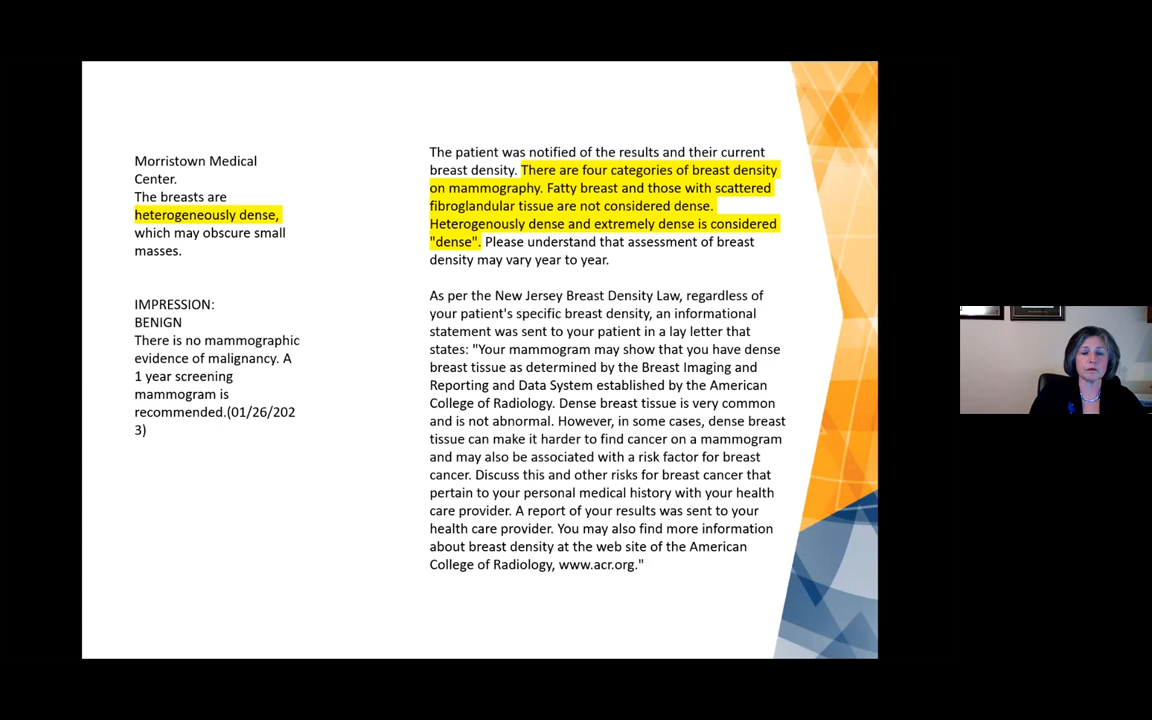 Morristown Medical
Center.
The breasts are
heterogeneously dense,
which may obscure small
masses.
IMPRESSION:
BENIGN
There is no mammographic
evidence of malignancy. A
1 year screening
mammogram is
recommended.(01/26/202
3)
The patient was notified of the results and their current
breast density. There are four categories of breast density
on mammography. Fatty breast and those with scattered
fibroglandular tissue are not considered dense.
Heterogenously dense and extremely dense is considered
"dense". Please understand that assessment of breast
density may vary year to year.
As per the New Jersey Breast Density Law, regardless of
your patient's specific breast density, an informational
statement was sent to your patient in a lay letter that
states: "Your mammogram may show that you have dense
breast tissue as determined by the Breast Imaging and
Reporting and Data System established by the American
College of Radiology. Dense breast tissue is very common
and is not abnormal. However, in some cases, dense breast
tissue can make it harder to find cancer on a mammogram
and may also be associated with a risk factor for breast
cancer. Discuss this and other risks for breast cancer that
pertain to your personal medical history with your health
care provider. A report of your results was sent to your
health care provider. You may also find more information
about breast density at the web site of the American
College of Radiology, www.acr.org."